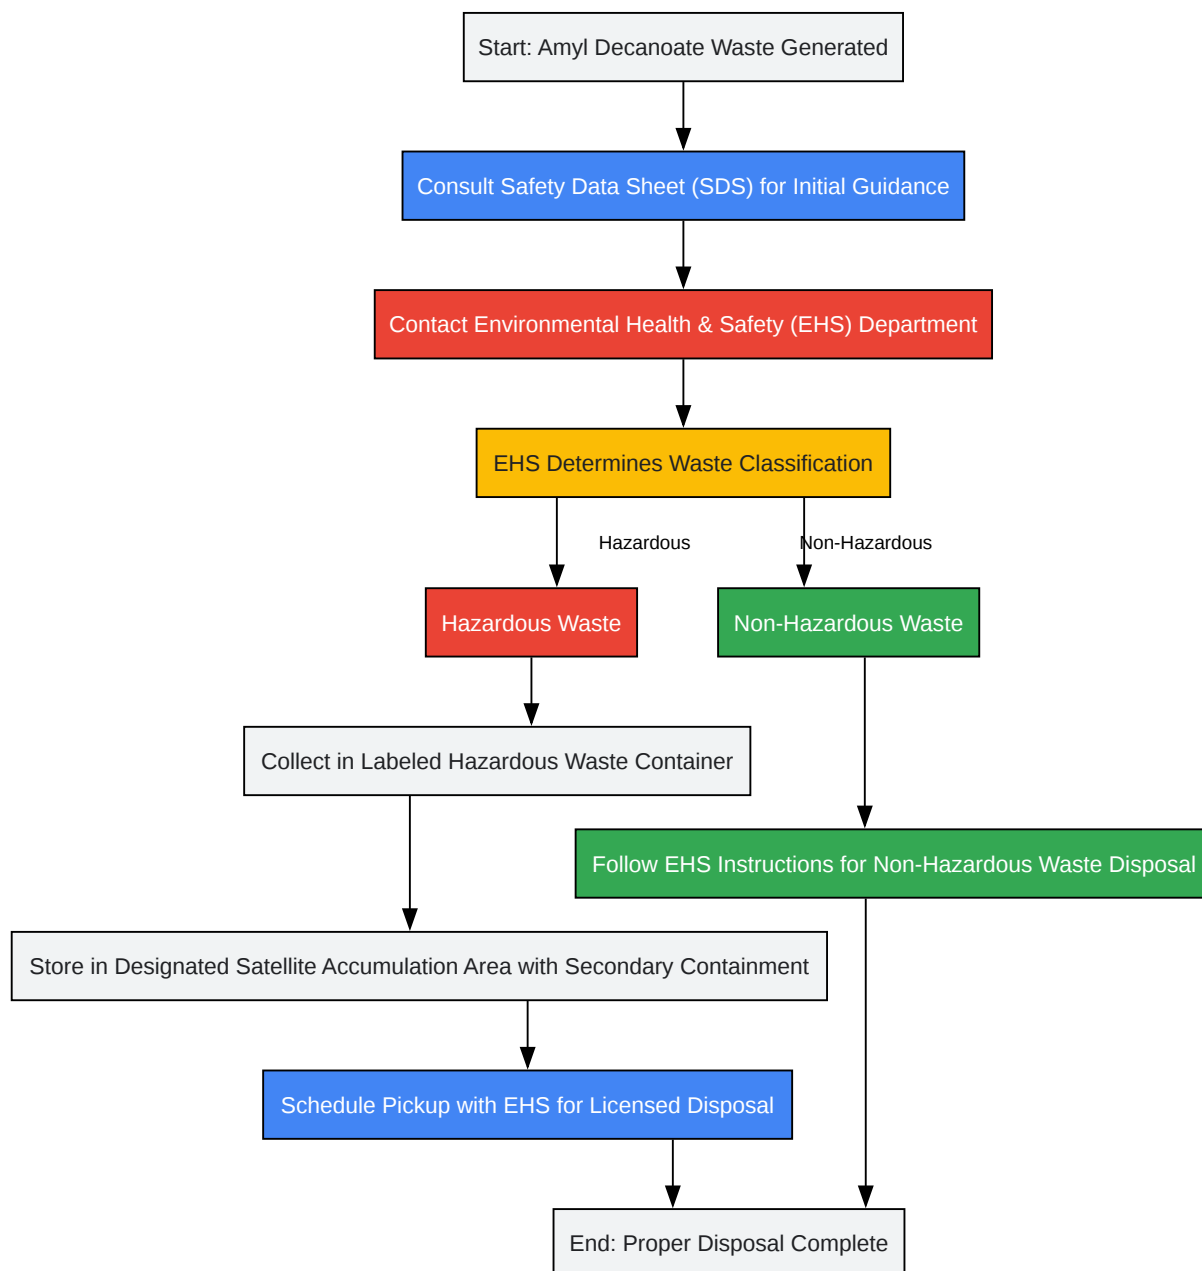 Start: Amyl Decanoate Waste Generated
Consult Safety Data Sheet (SDS) for Initial Guidance
Contact Environmental Health & Safety (EHS) Department
EHS Determines Waste Classification
Hazardous
Non-Hazardous
Hazardous Waste
Non-Hazardous Waste
Collect in Labeled Hazardous Waste Container
Follow EHS Instructions for Non-Hazardous Waste Disposal
Store in Designated Satellite Accumulation Area with Secondary Containment
Schedule Pickup with EHS for Licensed Disposal
End: Proper Disposal Complete